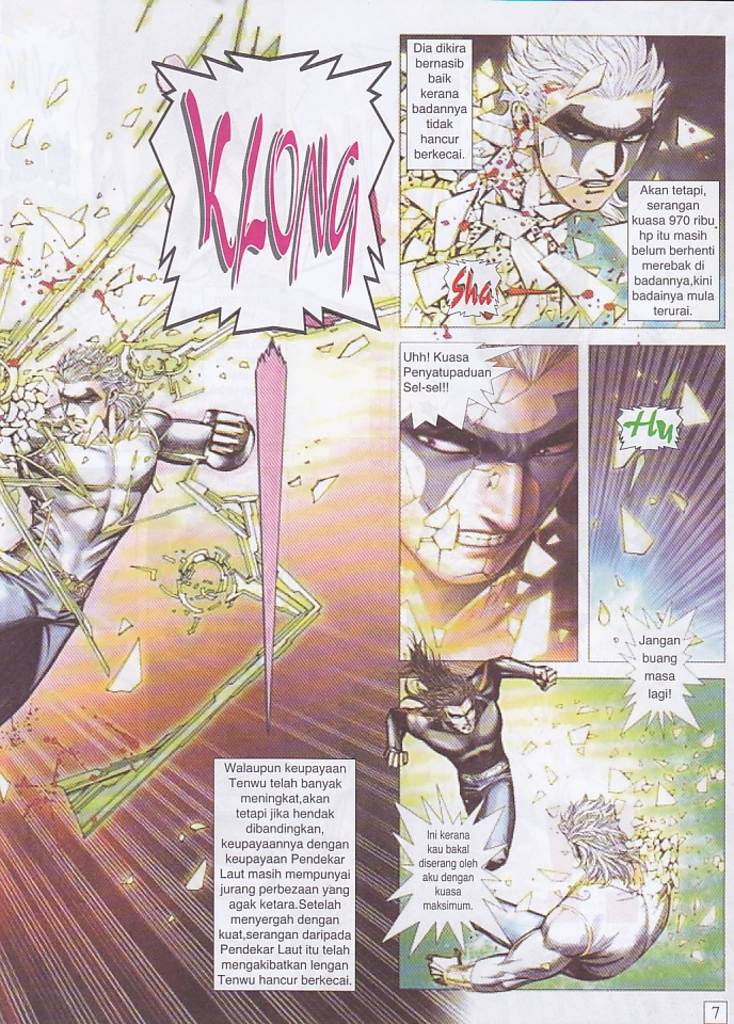 KLONG
Walaupun keupayaan
Tenwu telah banyak
meningkat,akan
tetapi jika hendak
dibandingkan,
keupayaannya dengan
keupayaan Pendekar
Laut masih mempunyai
jurang perbezaan yang
agak ketara.Setelah
menyergah dengan
kuat,serangan daripada
Pendekar Laut itu telah
mengakibatkan lengan
Tenwu hancur berkecai.
Dia dikira
bernasib
baik
kerana
badannya
tidak
hancur
berkecai.
Akan tetapi,
serangan
kuasa 970 ribu
hp itu masih
belum berhenti
merebak di
badannya,kini
badainya mula
terurai.
Sha
Uhh! Kuasa
Penyatupaduan
Sel-sel!!
Hu
Jangan
buang
masa
lagi!
Ini kerana
kau bakal
diserang oleh
aku dengan
kuasa
maksimum.
7